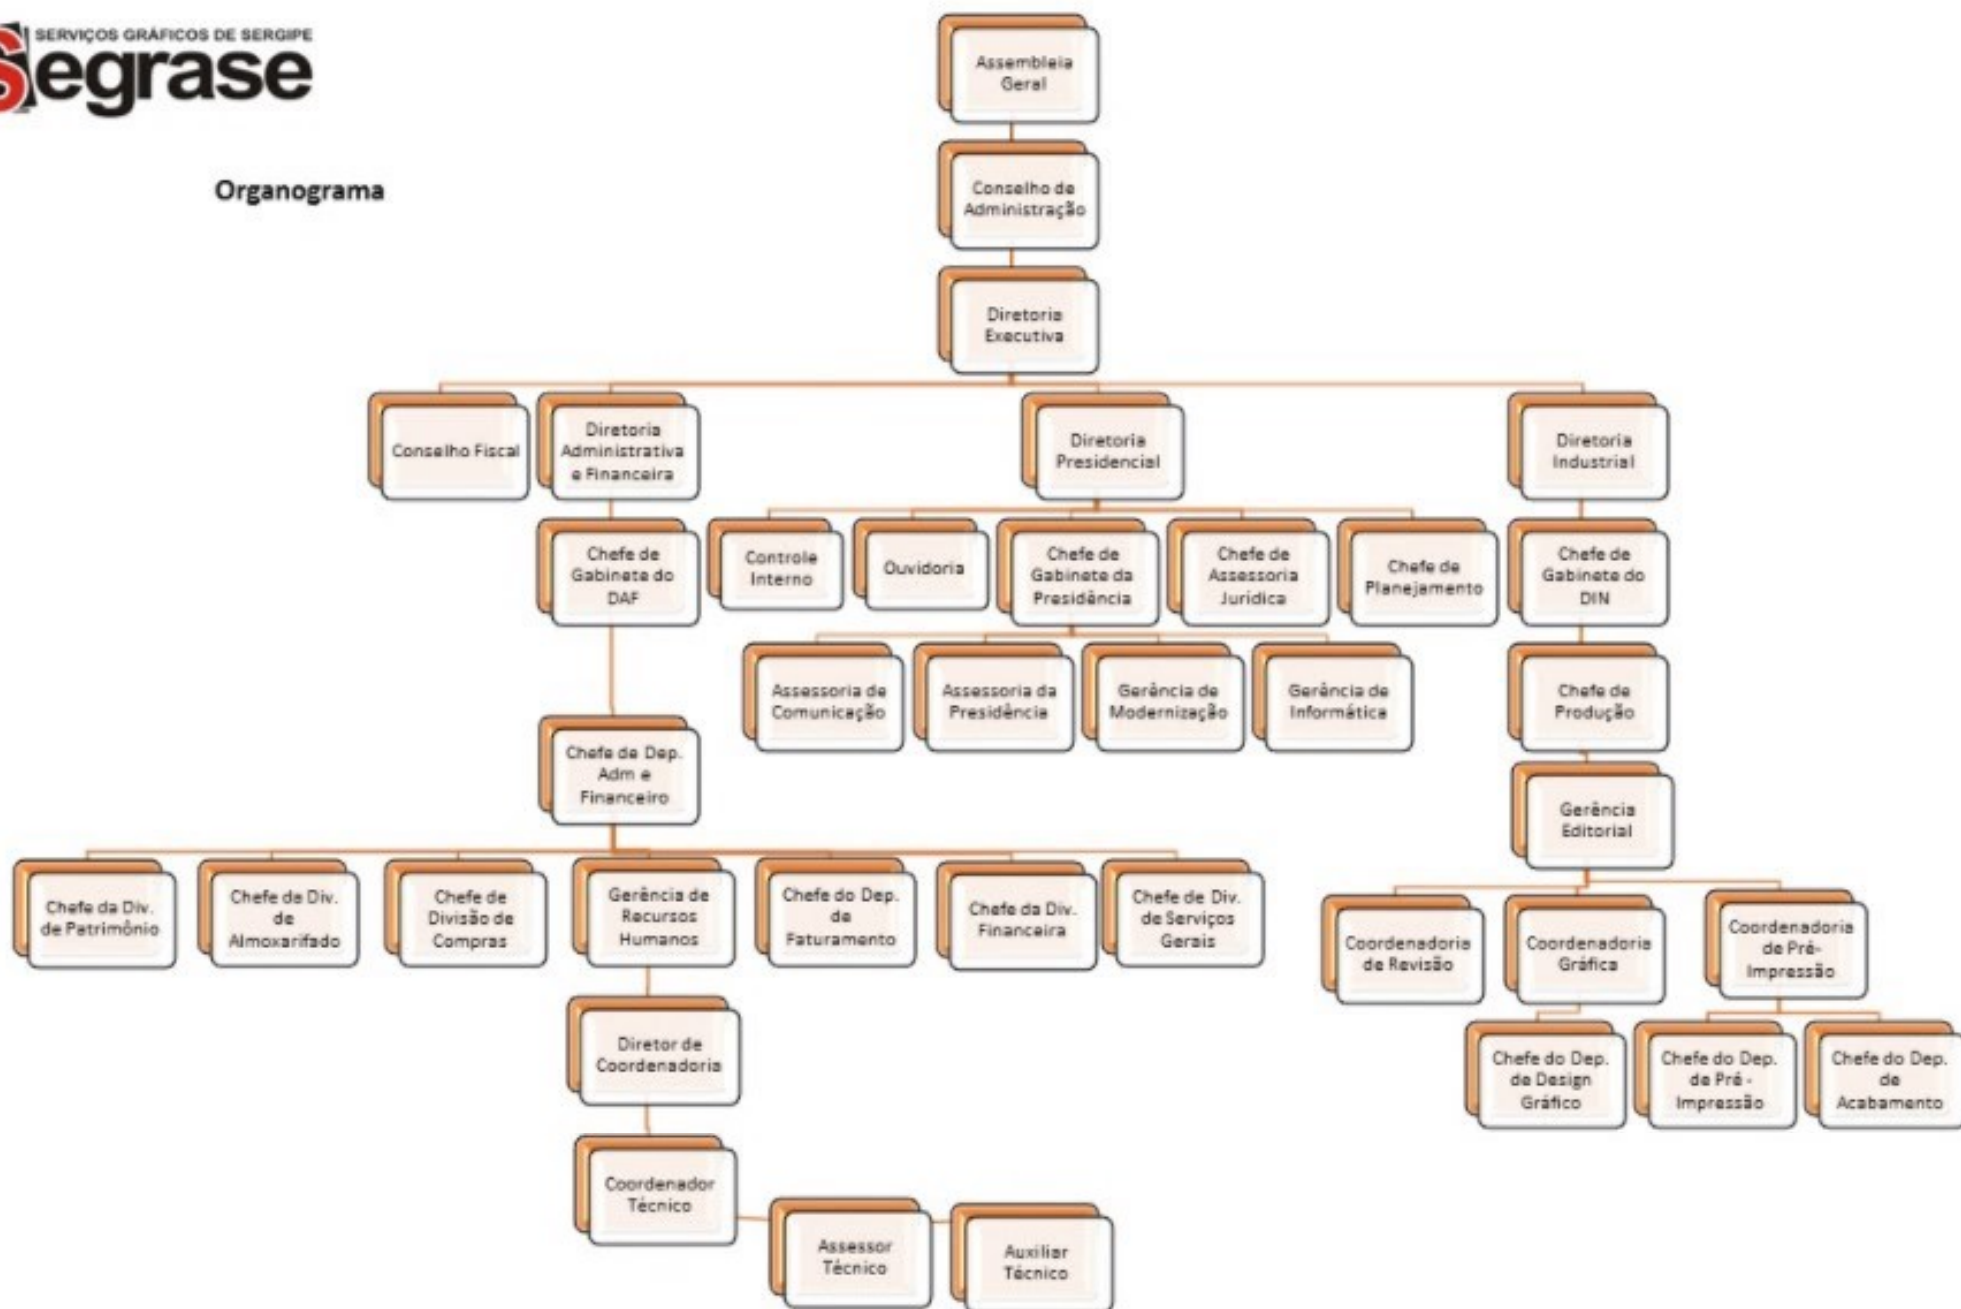 SERVIÇOS GRÁFICOS DE SERGIPE
Segrase
Organograma
Assembleia
Geral
Conselho de
Administração
Diretoria
Executiva
Conselho Fiscal
Diretoria
Administrativa
e Financeira
Diretoria
Presidencial
Diretoria
Industrial
Chefe de
Gabinete do
DAF
Controle
Interno
Ouvidoria
Chefe de
Gabinete da
Presidência
Chefe de
Assessoria
Jurídica
Chefe de
Planejamento
Chefe de
Gabinete do
DIN
Assessoria de
Comunicação
Assessoria da
Presidência
Gerência de
Modernização
Gerência de
Informática
Chefe de
Produção
Chefe de Dep.
Adm e
Financeiro
Gerência
Editorial
Chefe da Div.
de Patrimônio
Chefe da Div.
de
Almoxarifado
Chefe de
Divisão de
Compras
Gerência de
Recursos
Humanos
Chefe do Dep.
de
Faturamento
Chefe da Div.
Financeira
Chefe de Div.
de Serviços
Gerais
Coordenadoria
de Revisão
Coordenadoria
Gráfica
Coordenadoria
de Pré-
Impressão
Diretor de
Coordenadoria
Chefe do Dep.
de Design
Gráfico
Chefe do Dep.
de Pré -
Impressão
Chefe do Dep.
de
Acabamento
Coordenador
Técnico
Assessor
Técnico
Auxiliar
Técnico